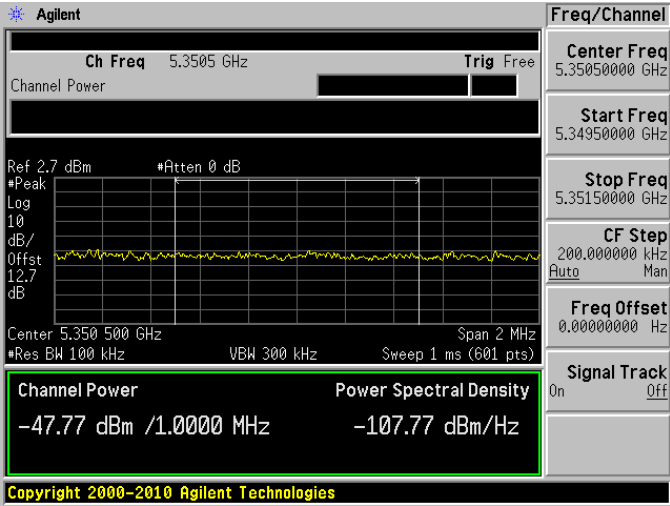 Agilent
Freq/Channel
Ch Freq 5.3505 GHz Trig Free
Channel Power
Center Freq
5.35050000 GHz
Start Freq
5.34950000 GHz
Stop Freq
5.35150000 GHz
CF Step
200.000000 kHz
Auto Man
Freq Offset
0.00000000 Hz
Signal Track
On Off
Ref 2.7 dBm #Atten 0 dB
#Peak
Log
10
dB/
Offst
12.7
dB
Center 5.350 500 GHz Span 2 MHz
#Res BW 100 kHz VBW 300 kHz Sweep 1 ms (601 pts)
Channel Power Power Spectral Density
-47.77 dBm /1.0000 MHz -107.77 dBm/Hz
Copyright 2000-2010 Agilent Technologies